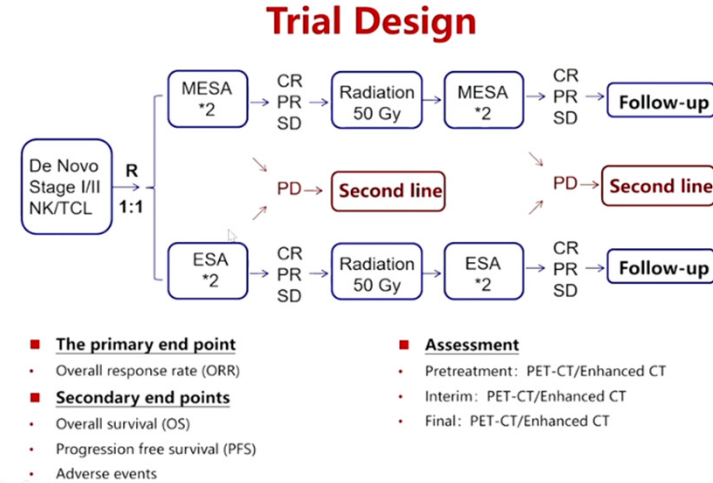 Trial Design
De Novo
Stage I/II
NK/TCL
R
1:1
MESA
*2
CR
PR
SD
Radiation
50 Gy
MESA
*2
CR
PR
SD
Follow-up
PD
Second line
PD
Second line
ESA
*2
CR
PR
SD
Radiation
50 Gy
ESA
*2
CR
PR
SD
Follow-up
■ The primary end point
• Overall response rate (ORR)
■ Secondary end points
• Overall survival (OS)
• Progression free survival (PFS)
• Adverse events
■ Assessment
• Pretreatment: PET-CT/Enhanced CT
• Interim: PET-CT/Enhanced CT
• Final: PET-CT/Enhanced CT